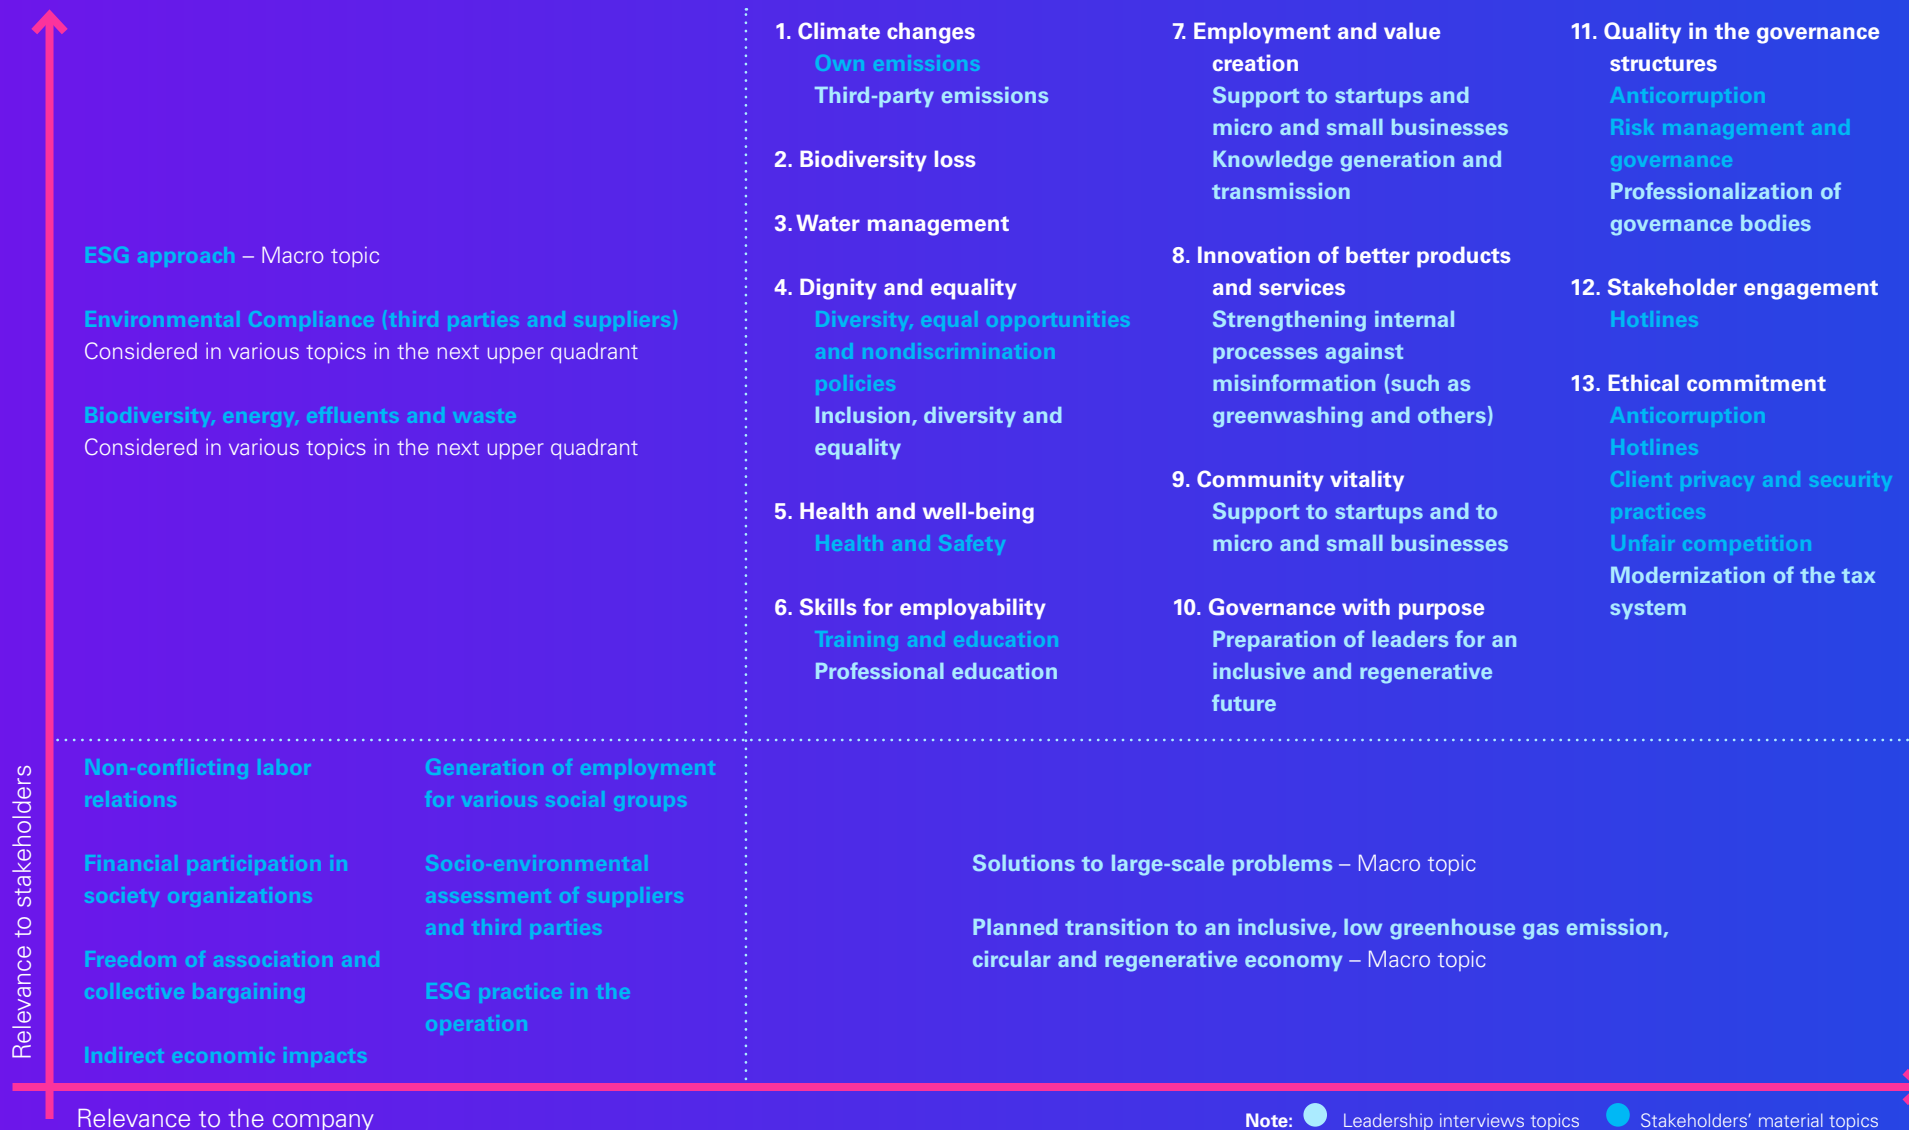 Relevance to stakeholders
ESG approach – Macro topic
Environmental Compliance (third parties and suppliers)
Considered in various topics in the next upper quadrant
Biodiversity, energy, effluents and waste
Considered in various topics in the next upper quadrant
1. Climate changes
Own emissions
Third-party emissions
2. Biodiversity loss
3. Water management
4. Dignity and equality
Diversity, equal opportunities
and nondiscrimination
policies
Inclusion, diversity and
equality
5. Health and well-being
Health and Safety
6. Skills for employability
Training and education
Professional education
7. Employment and value
creation
Support to startups and
micro and small businesses
Knowledge generation and
transmission
8. Innovation of better products
and services
Strengthening internal
processes against
misinformation (such as
greenwashing and others)
9. Community vitality
Support to startups and to
micro and small businesses
10. Governance with purpose
Preparation of leaders for an
inclusive and regenerative
future
11. Quality in the governance
structures
Anticorruption
Risk management and
governance
Professionalization of
governance bodies
12. Stakeholder engagement
Hotlines
13. Ethical commitment
Anticorruption
Hotlines
Client privacy and security
practices
Unfair competition
Modernization of the tax
system
Non-conflicting labor
relations
Financial participation in
society organizations
Freedom of association and
collective bargaining
Indirect economic impacts
Generation of employment
for various social groups
Socio-environmental
assessment of suppliers
and third parties
ESG practice in the
operation
Solutions to large-scale problems – Macro topic
Planned transition to an inclusive, low greenhouse gas emission,
circular and regenerative economy – Macro topic
Relevance to the company
Note: Leadership interviews topics Stakeholders' material topics